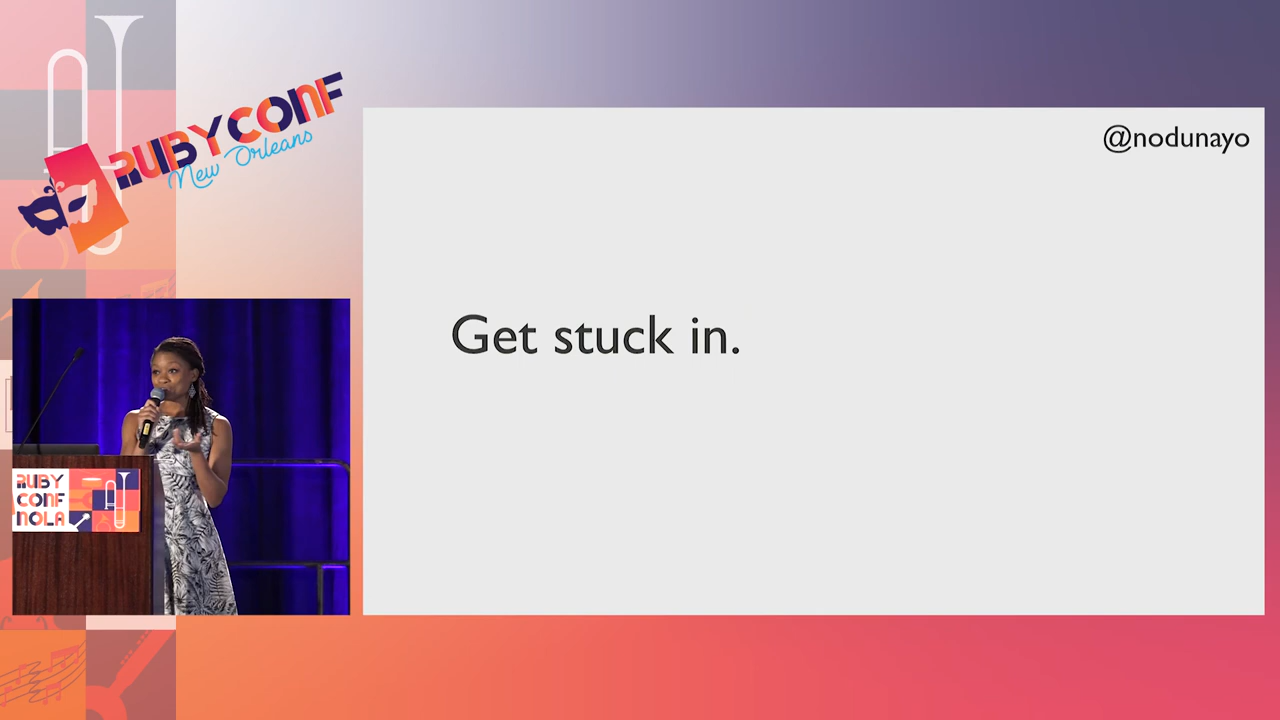 RUBYCONF
New Orleans
@nodunayo
Get stuck in.
RUBY
CONF
NOLA